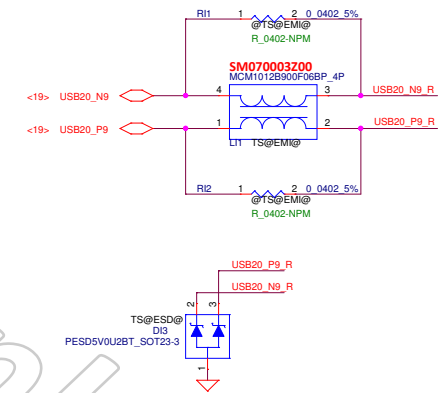 RI1 1 2 0_0402_5%
@TS@EMI@
R_0402-NPM
SM070003Z00
MCM1012B900F06BP_4P
<19> USB20_N9 4 3 USB20_N9_R
<19> USB20_P9 1 2 USB20_P9_R
LI1 TS@EMI@
RI2 1 2 0_0402_5%
@TS@EMI@
R_0402-NPM
USB20_P9_R
USB20_N9_R
2 3
TS@ESD@
DI3
PESD5V0U2BT_SOT23-3
1